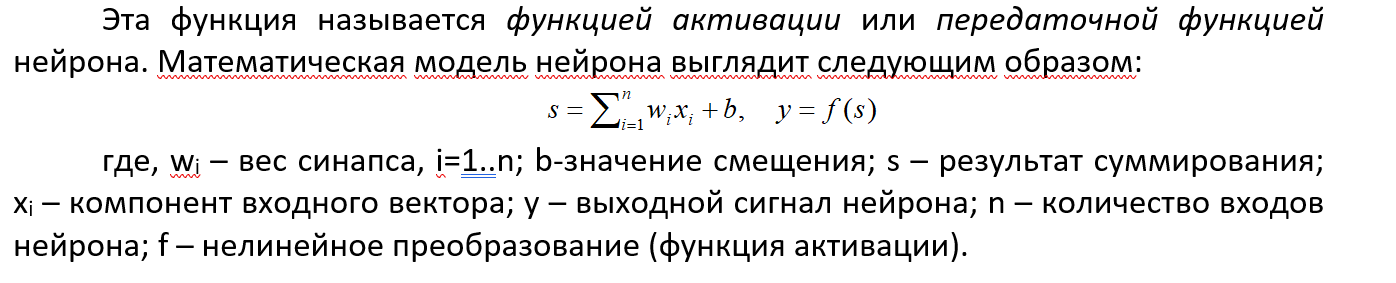 Эта функция называется функцией активации или передаточной функцией
нейрона. Математическая модель нейрона выглядит следующим образом:
s = ∑ⁿᵢ₌₁ wᵢxᵢ + b, y = f(s)
где, wᵢ – вес синапса, i=1..n; b-значение смещения; s – результат суммирования;
xᵢ – компонент входного вектора; y – выходной сигнал нейрона; n – количество входов
нейрона; f – нелинейное преобразование (функция активации).